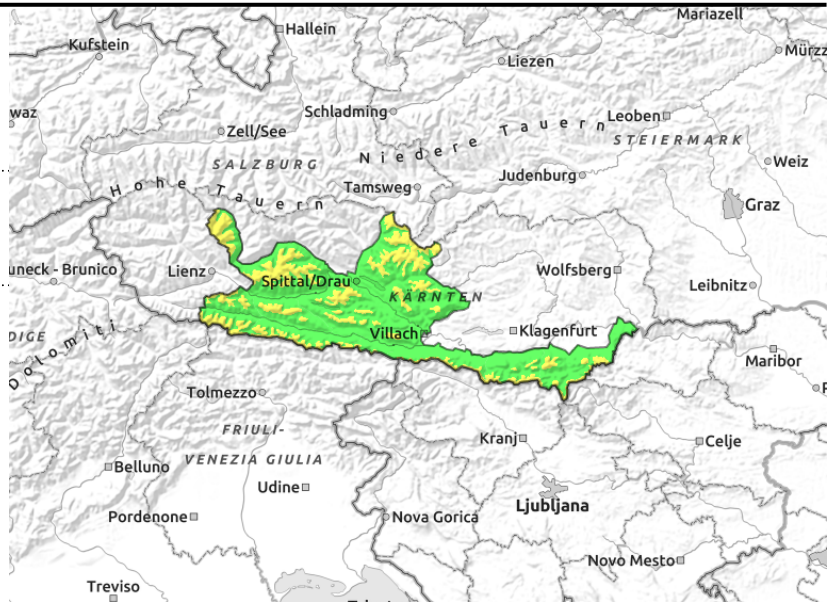 Mariazell
Hallein
Kufstein
Mürzz
Liezen
waz
Schladming
Leoben
Zell/See
Niedere Tauern
STEIERMARK
SALZBURG
Weiz
Hohe Tauern
Tamsweg
Judenburg
Graz
uneck - Brunico
Lienz
Wolfsberg
Spittal/Drau
Leibnitz
KÄRNTEN
DIGE
Dolomiti
Villach
Klagenfurt
Maribor
Tolmezzo
FRIULI-
VENEZIA GIULIA
Kranj
Celje
Belluno
Udine
Ljubljana
Pordenone
Nova Gorica
Novo Mesto
Treviso